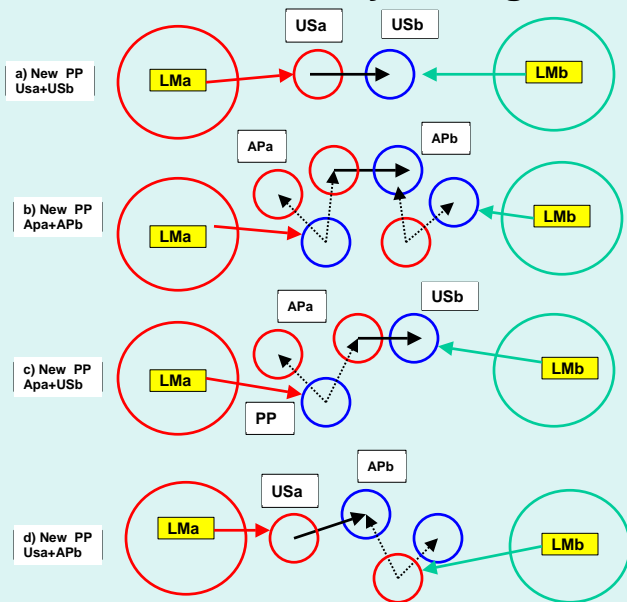 USa USb
a) New PP
Usa+USb
LMa
LMb
APa APb
b) New PP
Apa+APb
LMa
LMb
APa USb
c) New PP
Apa+USb
LMa
LMb
PP
APb
USa
d) New PP
Usa+APb
LMa
LMb